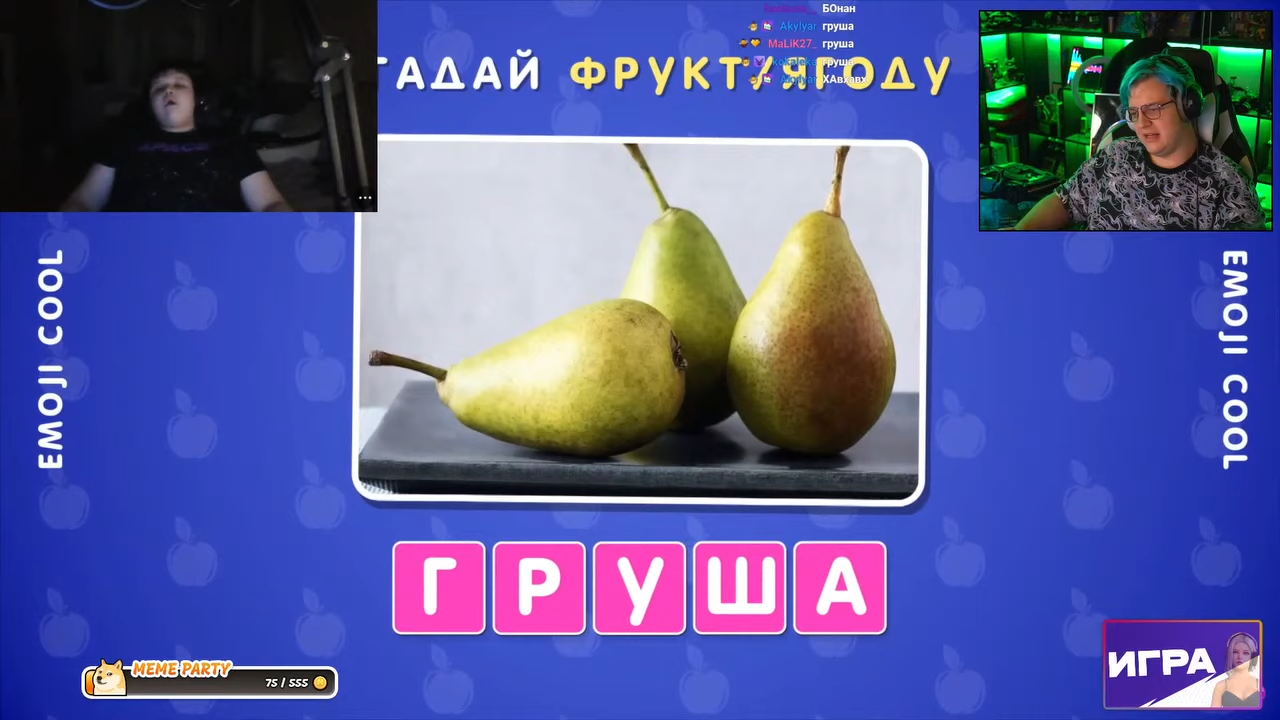 БОнан
Akylyar груша
MaLiK27_ груша
груша
ХАвхавх
ГАДАЙ ФРУКТ/ЯГОДУ
SPACE
EMOJI COOL
EMOJI COOL
ГРУША
MEME PARTY
75 / 555
ИГРА